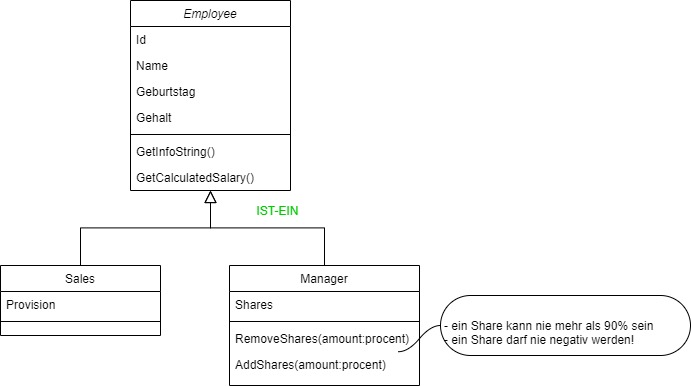 Employee
Id
Name
Geburtstag
Gehalt
GetInfoString()
GetCalculatedSalary()
IST-EIN
Sales
Provision
Manager
Shares
RemoveShares(amount:procent)
AddShares(amount:procent)
- ein Share kann nie mehr als 90% sein
- ein Share darf nie negativ werden!